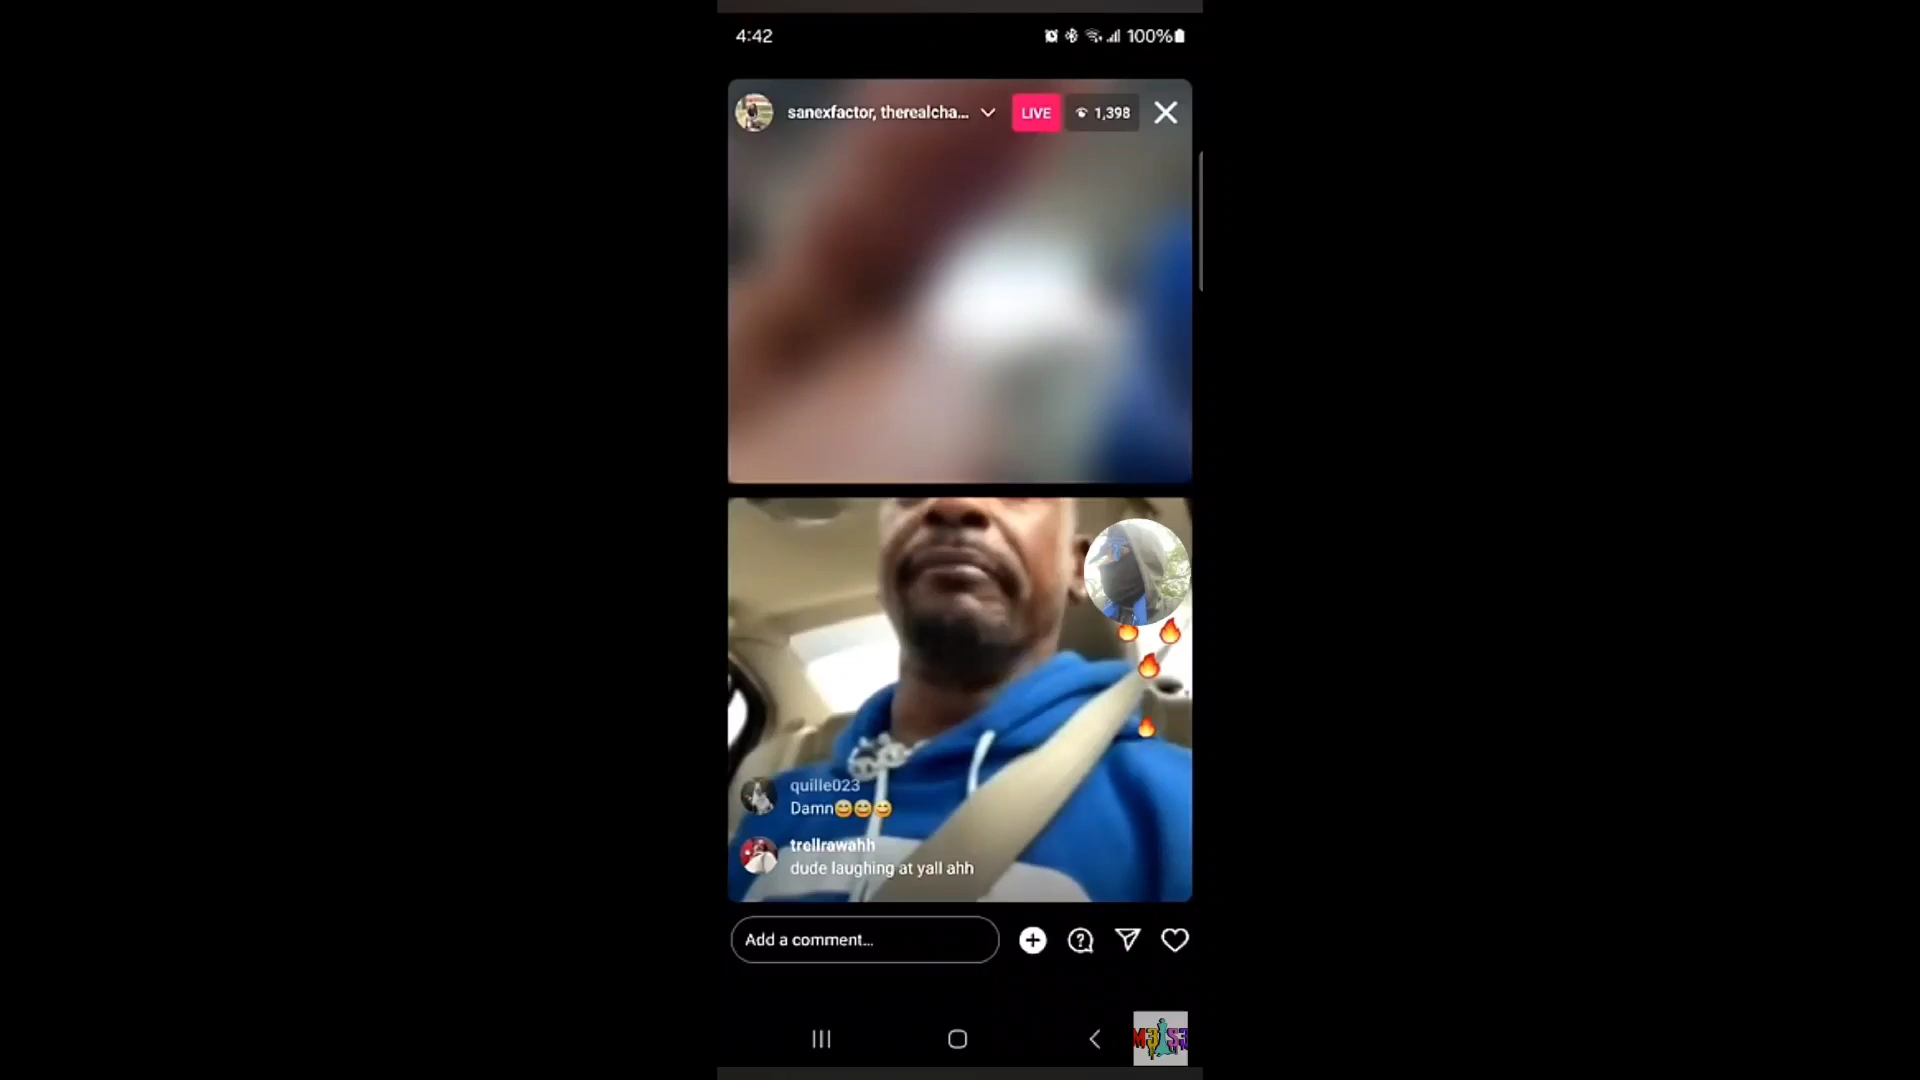 4:42
100%
sanexfactor, therealcha...
LIVE
1,398
quille023
Damn😄😄😄
trellrawahh
dude laughing at yall ahh
Add a comment...